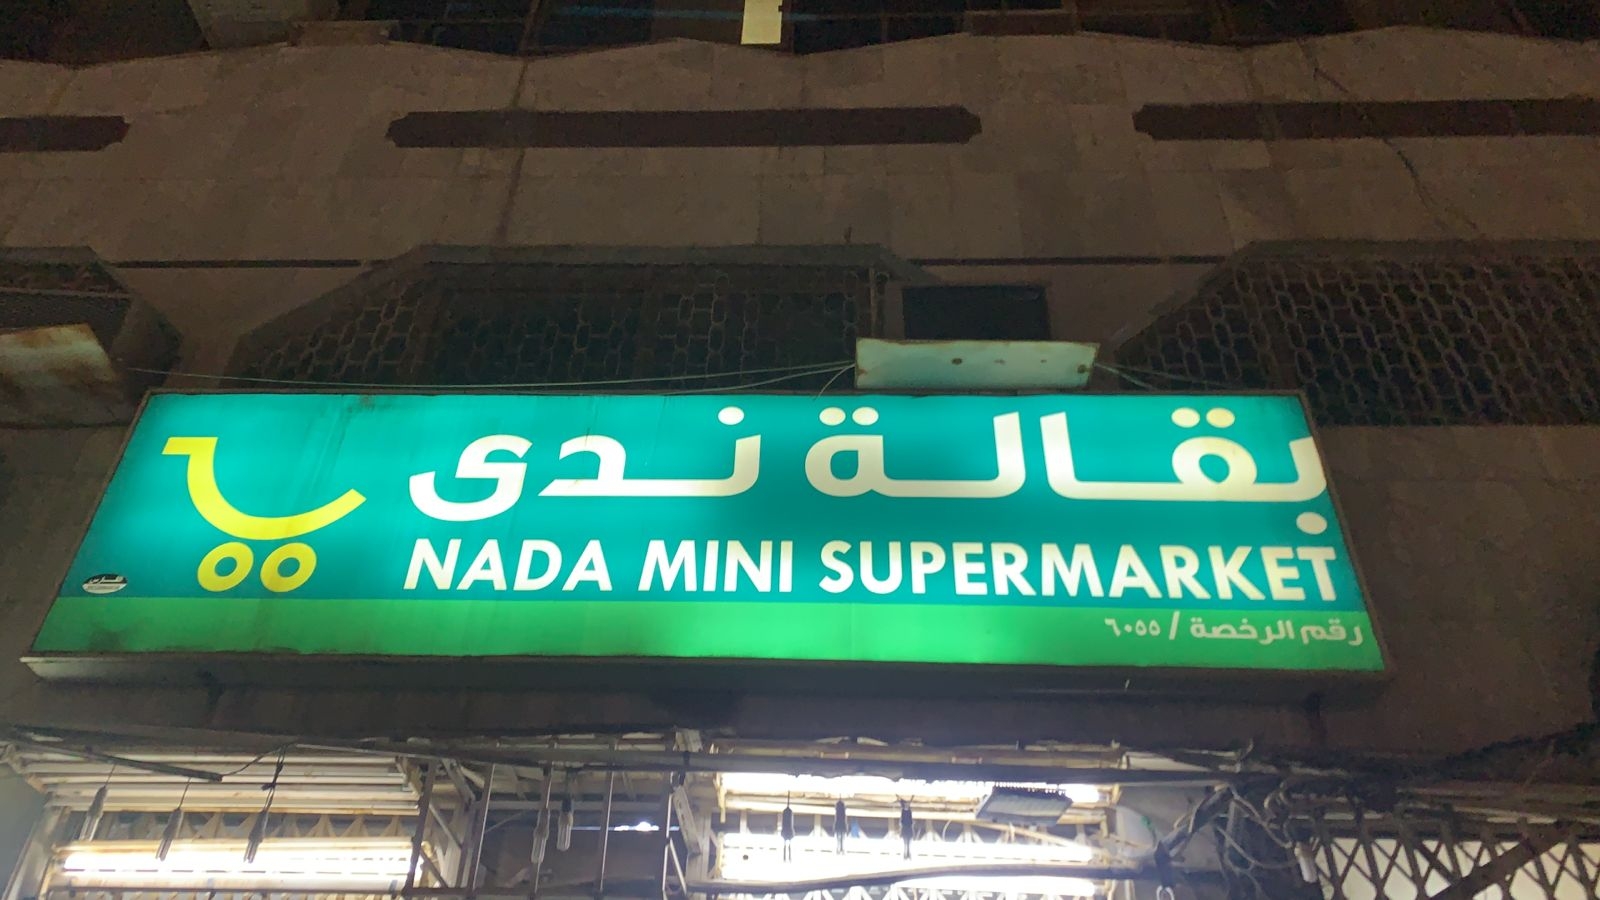 بقالة ندى
NADA MINI SUPERMARKET
رقم الرخصة / ٦٠٥٥